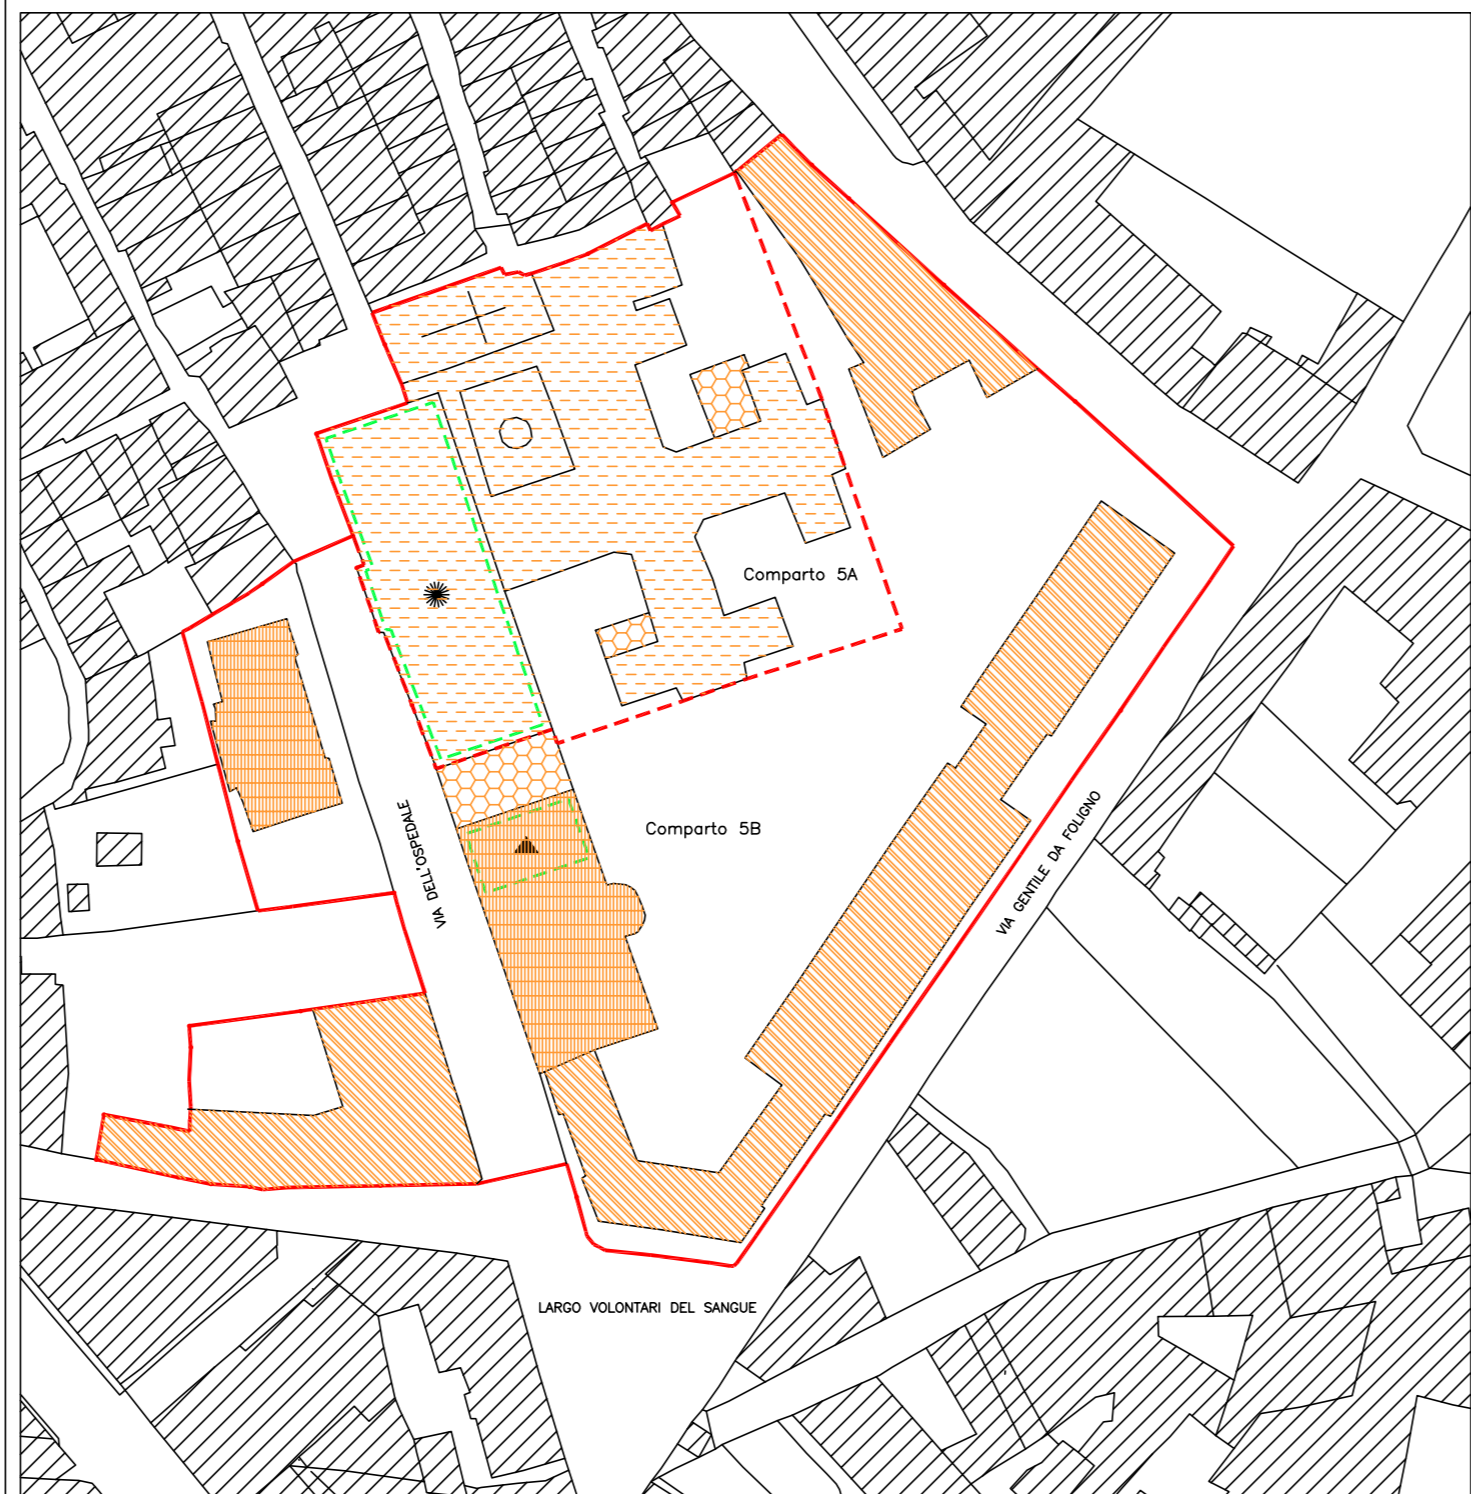 Comparto 5A
Comparto 5B
VIA DELL'OSPEDALE
VIA GENTILE DA FOLIGNO
LARGO VOLONTARI DEL SANGUE